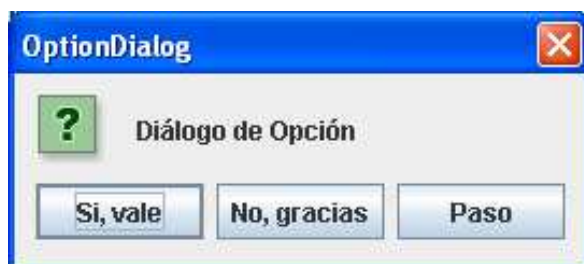 OptionDialog
?
Diálogo de Opción
Si, vale
No, gracias
Paso